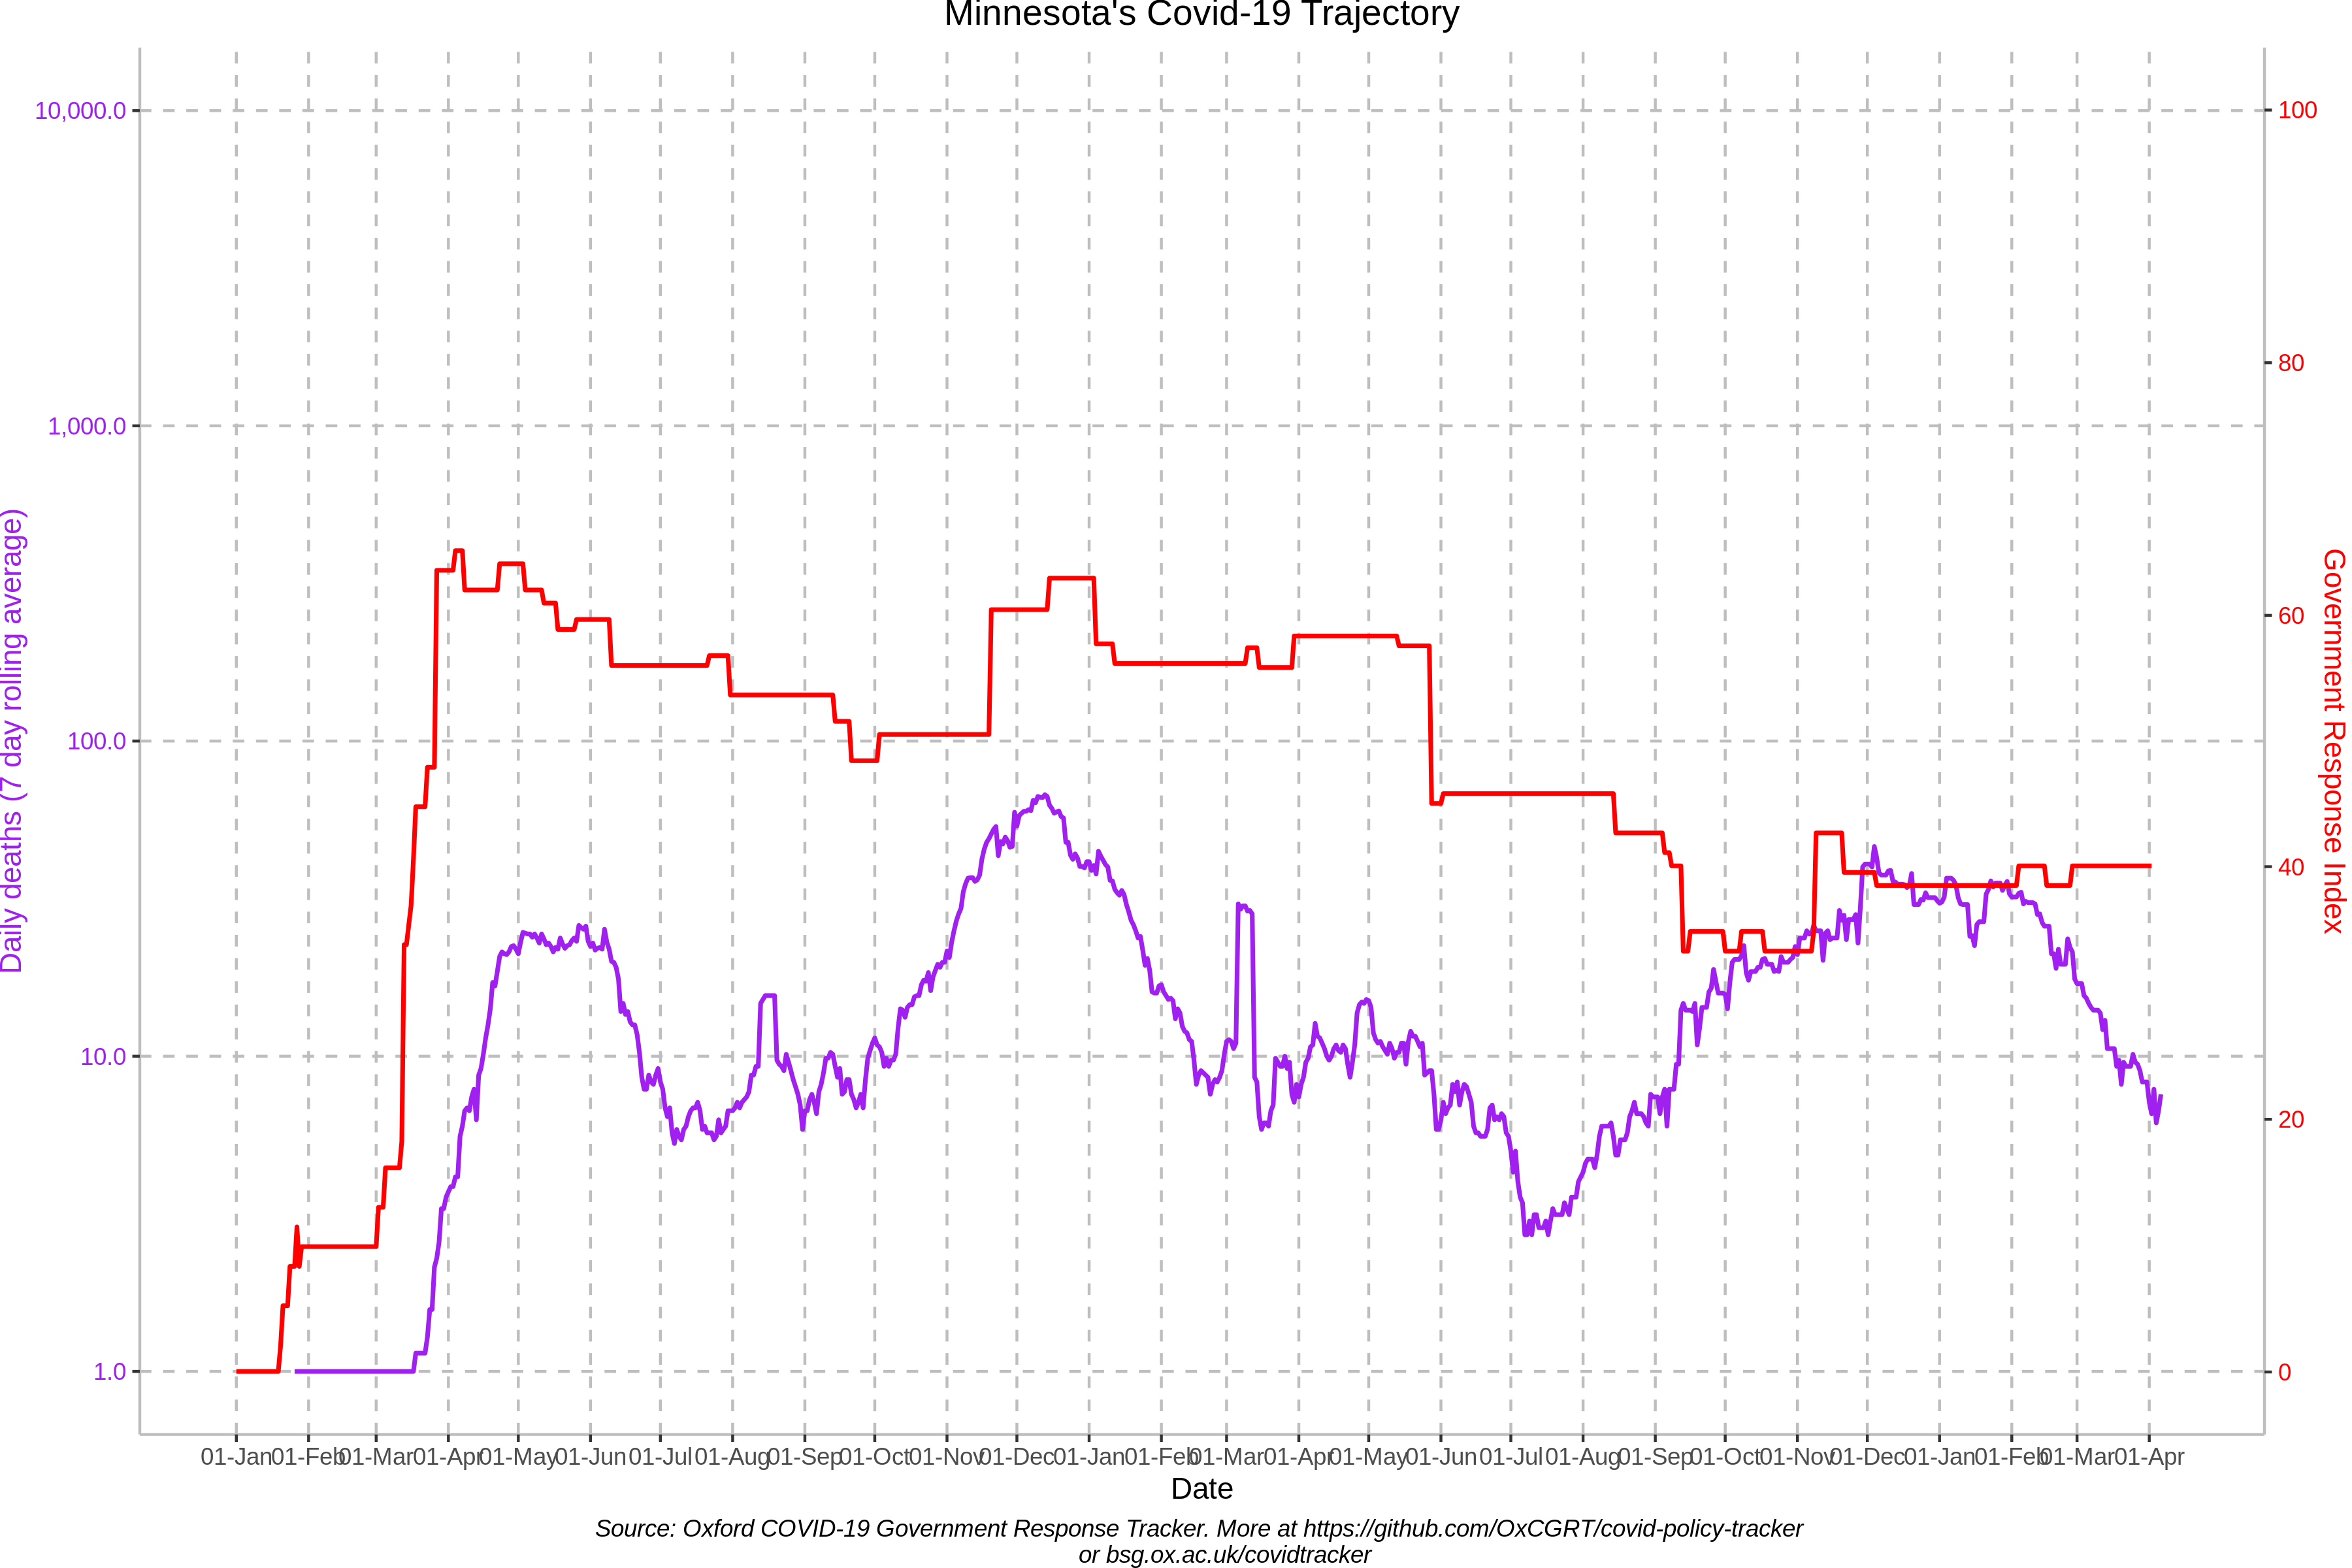 Minnesota's Covid-19 Trajectory
10,000.0
1,000.0
100.0
10.0
1.0
Daily deaths (7 day rolling average)
100
80
60
40
20
0
Government Response Index
01-Jan 01-Feb 01-Mar 01-Apr 01-May 01-Jun 01-Jul 01-Aug 01-Sep 01-Oct 01-Nov 01-Dec 01-Jan 01-Feb 01-Mar 01-Apr 01-May 01-Jun 01-Jul 01-Aug 01-Sep 01-Oct 01-Nov 01-Dec 01-Jan 01-Feb 01-Mar 01-Apr
Date
Source: Oxford COVID-19 Government Response Tracker. More at https://github.com/OxCGRT/covid-policy-tracker
or bsg.ox.ac.uk/covidtracker